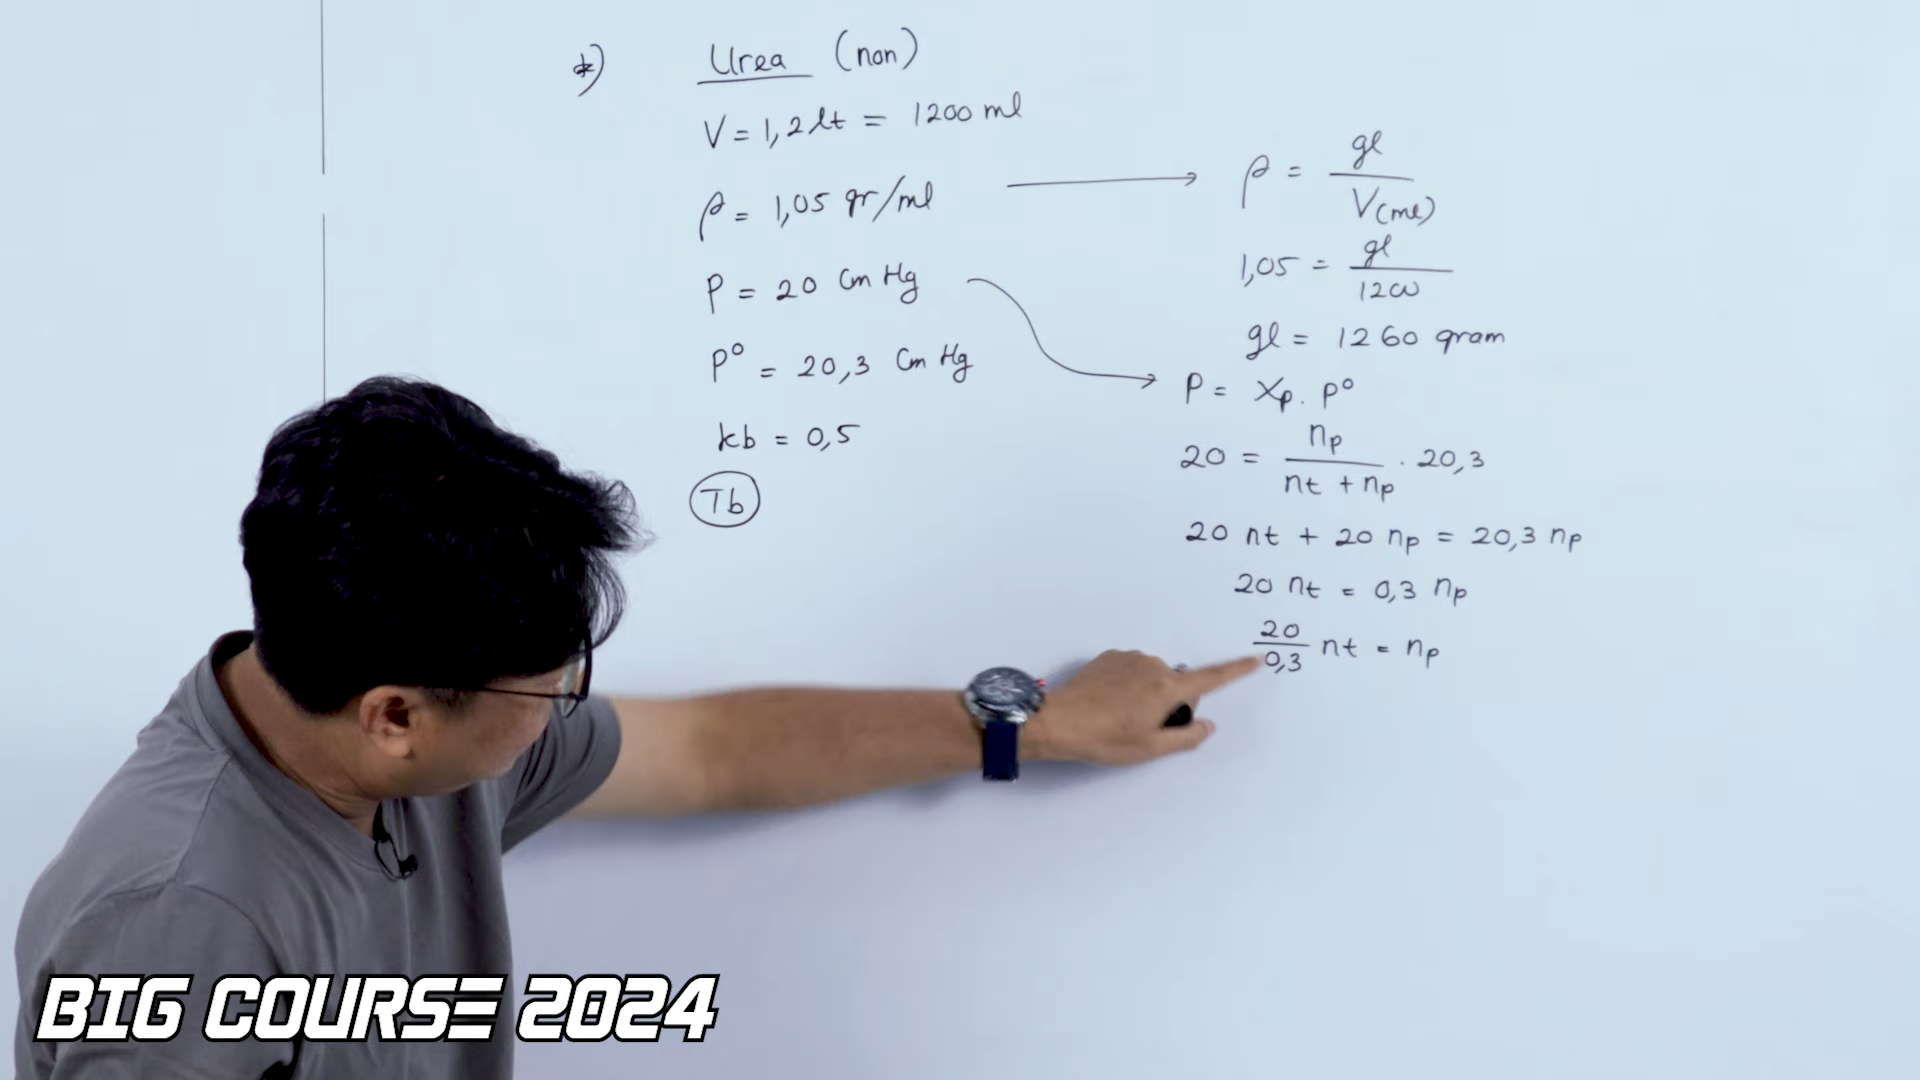 *) Urea (non)
V = 1,2 lt = 1200 ml
ρ = 1,05 gr/ml
P = 20 Cm Hg
P° = 20,3 Cm Hg
kb = 0,5
Tb
ρ = gl / V(ml)
1,05 = gl / 1200
gl = 1260 gram
P = Xp . P°
20 = np / nt + np . 20,3
20 nt + 20 np = 20,3 np
20 nt = 0,3 np
20 / 0,3 nt = np
BIG COURSE 2024